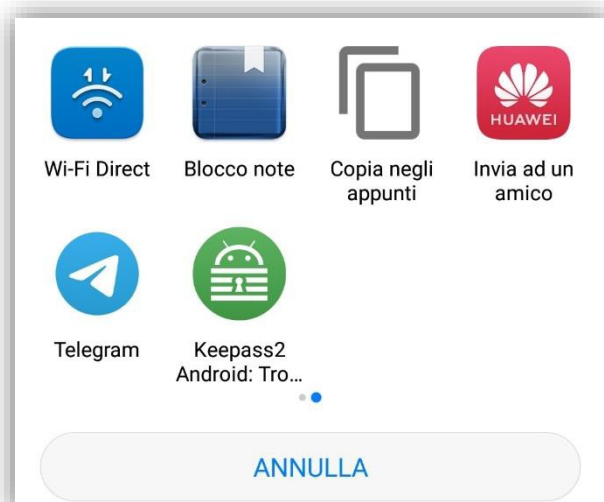 Wi-Fi Direct
Blocco note
Copia negli
appunti
HUAWEI
Invia ad un
amico
Telegram
Keepass2
Android: Tro...
ANNULLA